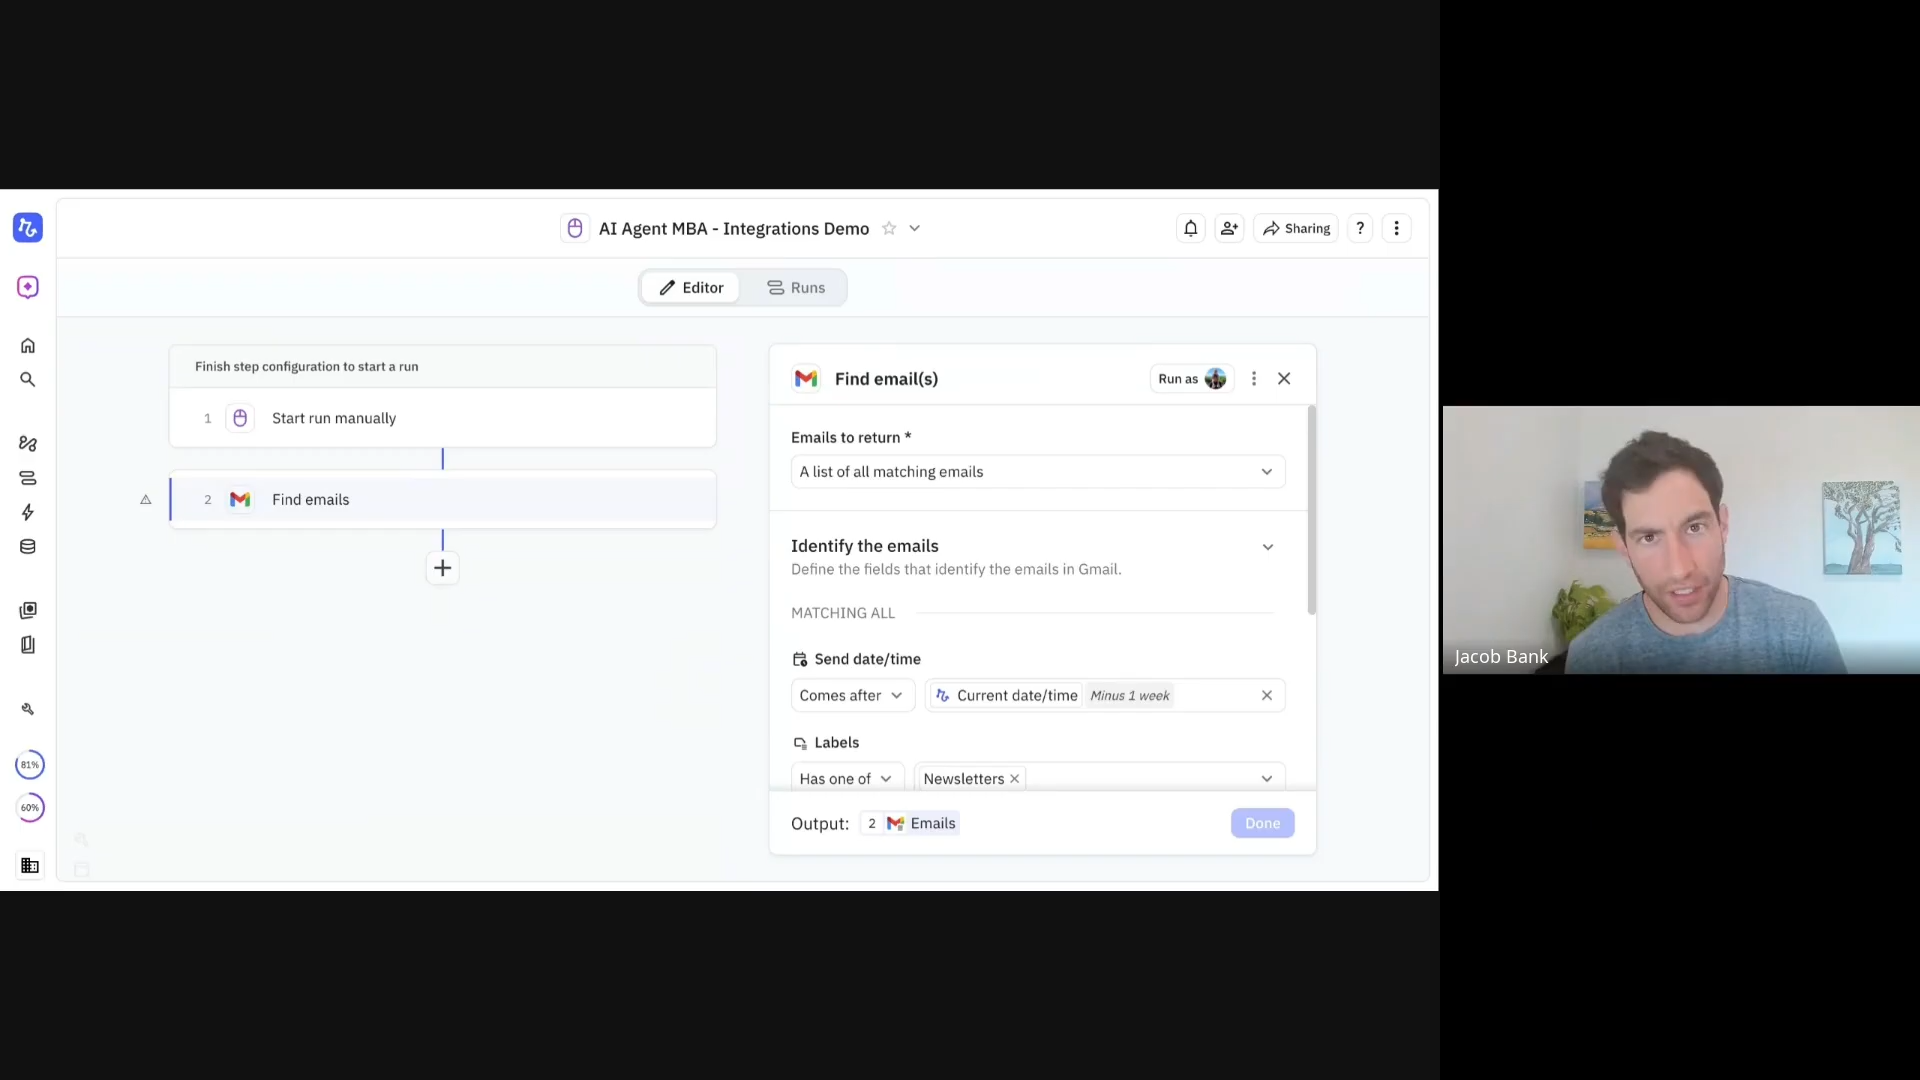 AI Agent MBA - Integrations Demo
Sharing
?
Editor
Runs
Finish step configuration to start a run
1 Start run manually
2 Find emails
Find email(s)
Run as
Emails to return *
A list of all matching emails
Identify the emails
Define the fields that identify the emails in Gmail.
MATCHING ALL
Send date/time
Comes after
Current date/time Minus 1 week
Labels
Has one of
Newsletters
Output: 2 Emails
Done
81%
60%
Jacob Bank